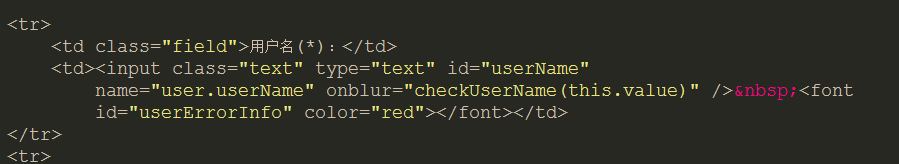 <tr>
<td class="field">用户名(*)：</td>
<td><input class="text" type="text" id="userName"
name="user.userName" onblur="checkUserName(this.value)" />&nbsp;<font
id="userErrorInfo" color="red"></font></td>
</tr>
<tr>